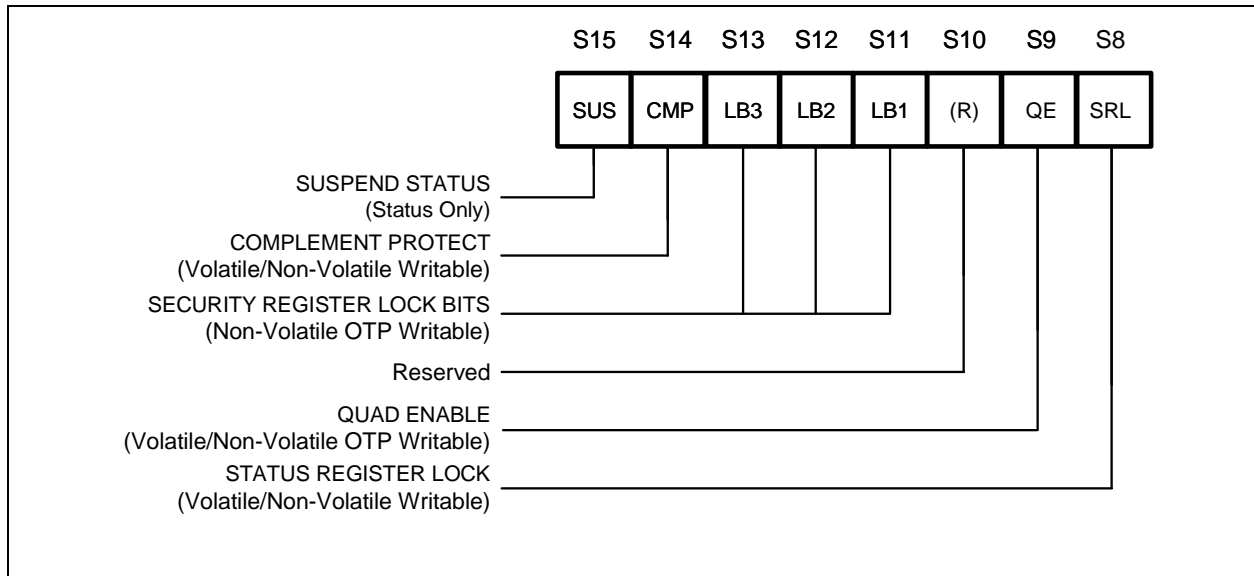 S15 S14 S13 S12 S11 S10 S9 S8
SUS CMP LB3 LB2 LB1 (R) QE SRL
SUSPEND STATUS
(Status Only)
COMPLEMENT PROTECT
(Volatile/Non-Volatile Writable)
SECURITY REGISTER LOCK BITS
(Non-Volatile OTP Writable)
Reserved
QUAD ENABLE
(Volatile/Non-Volatile OTP Writable)
STATUS REGISTER LOCK
(Volatile/Non-Volatile Writable)